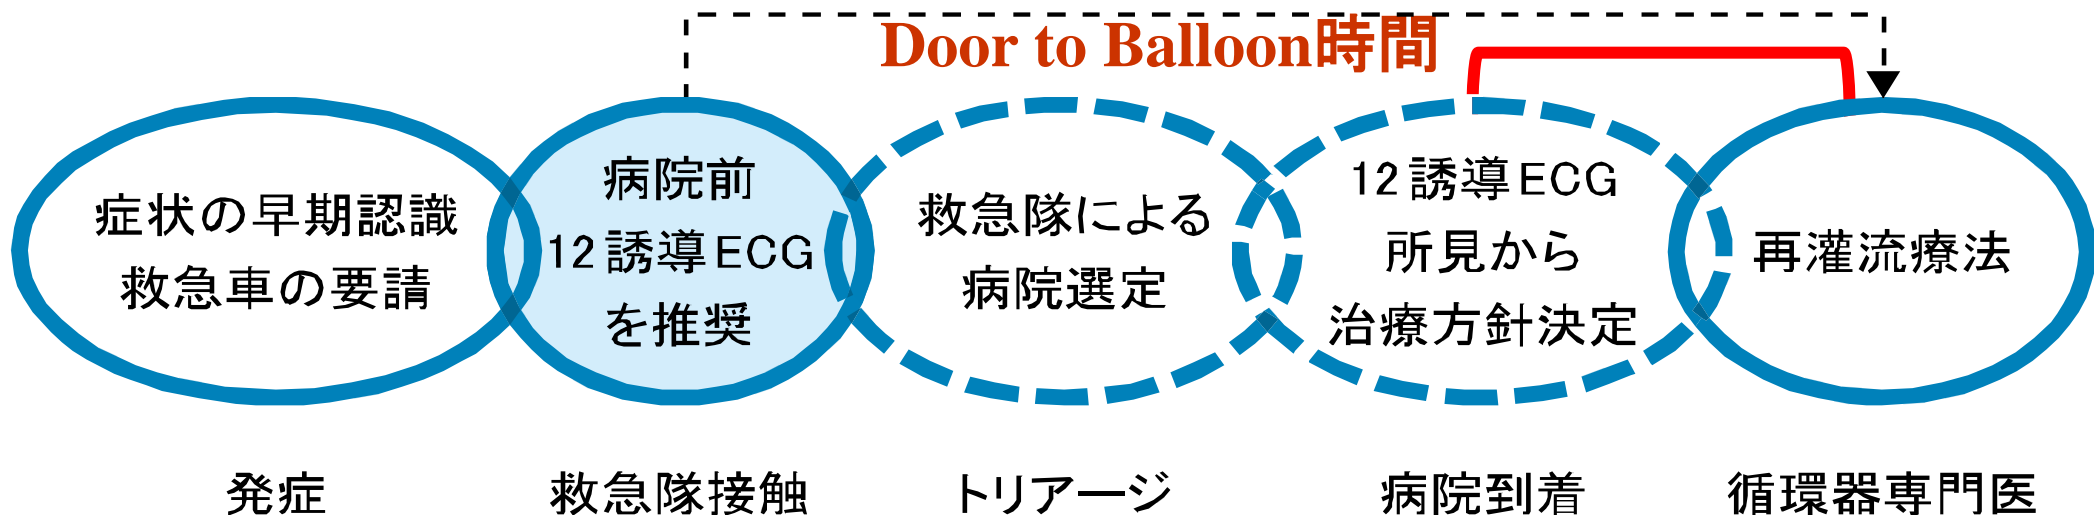 Door to Balloon時間
症状の早期認識
救急車の要請
病院前
12誘導ECG
を推奨
救急隊による
病院選定
12誘導ECG
所見から
治療方針決定
再灌流療法
発症
救急隊接触
トリアージ
病院到着
循環器専門医